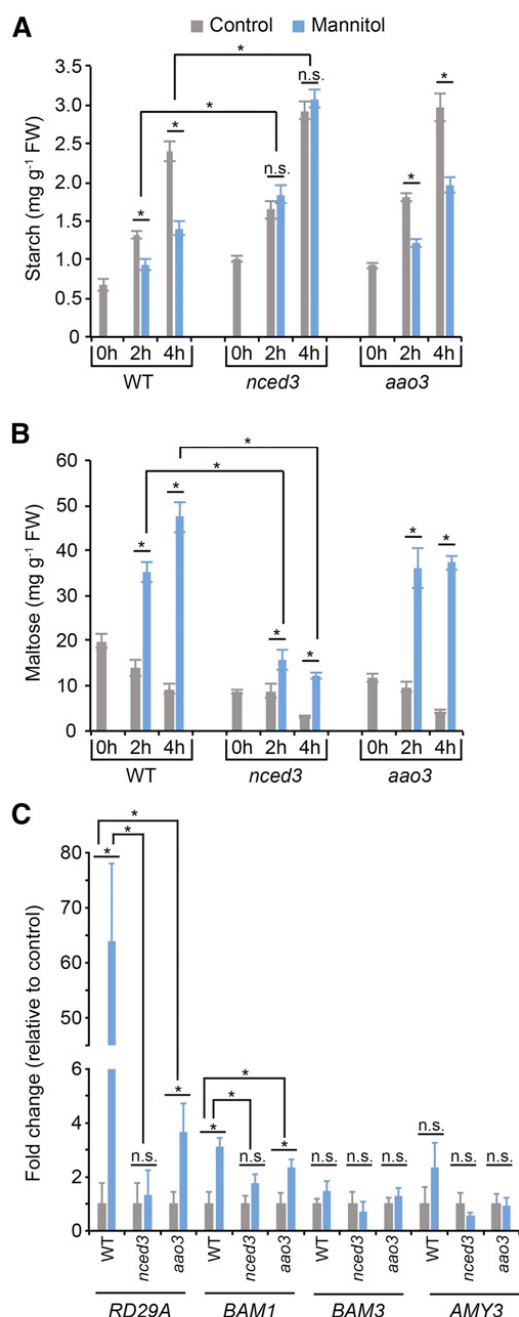 A
Control Mannitol
Starch (mg g-1 FW)
3.5
3.0
2.5
2.0
1.5
1.0
0.5
0.0
* * * * n.s. n.s. * *
0h 2h 4h 0h 2h 4h 0h 2h 4h
WT nced3 aao3
B
Maltose (mg g-1 FW)
60
50
40
30
20
10
0
* * * * * * * *
0h 2h 4h 0h 2h 4h 0h 2h 4h
WT nced3 aao3
C
Fold change (relative to control)
80
70
60
50
6
4
2
0
* * * n.s. * * * * n.s. * n.s. n.s. n.s. n.s. n.s. n.s.
WT nced3 aao3 WT nced3 aao3 WT nced3 aao3 WT nced3 aao3
RD29A BAM1 BAM3 AMY3